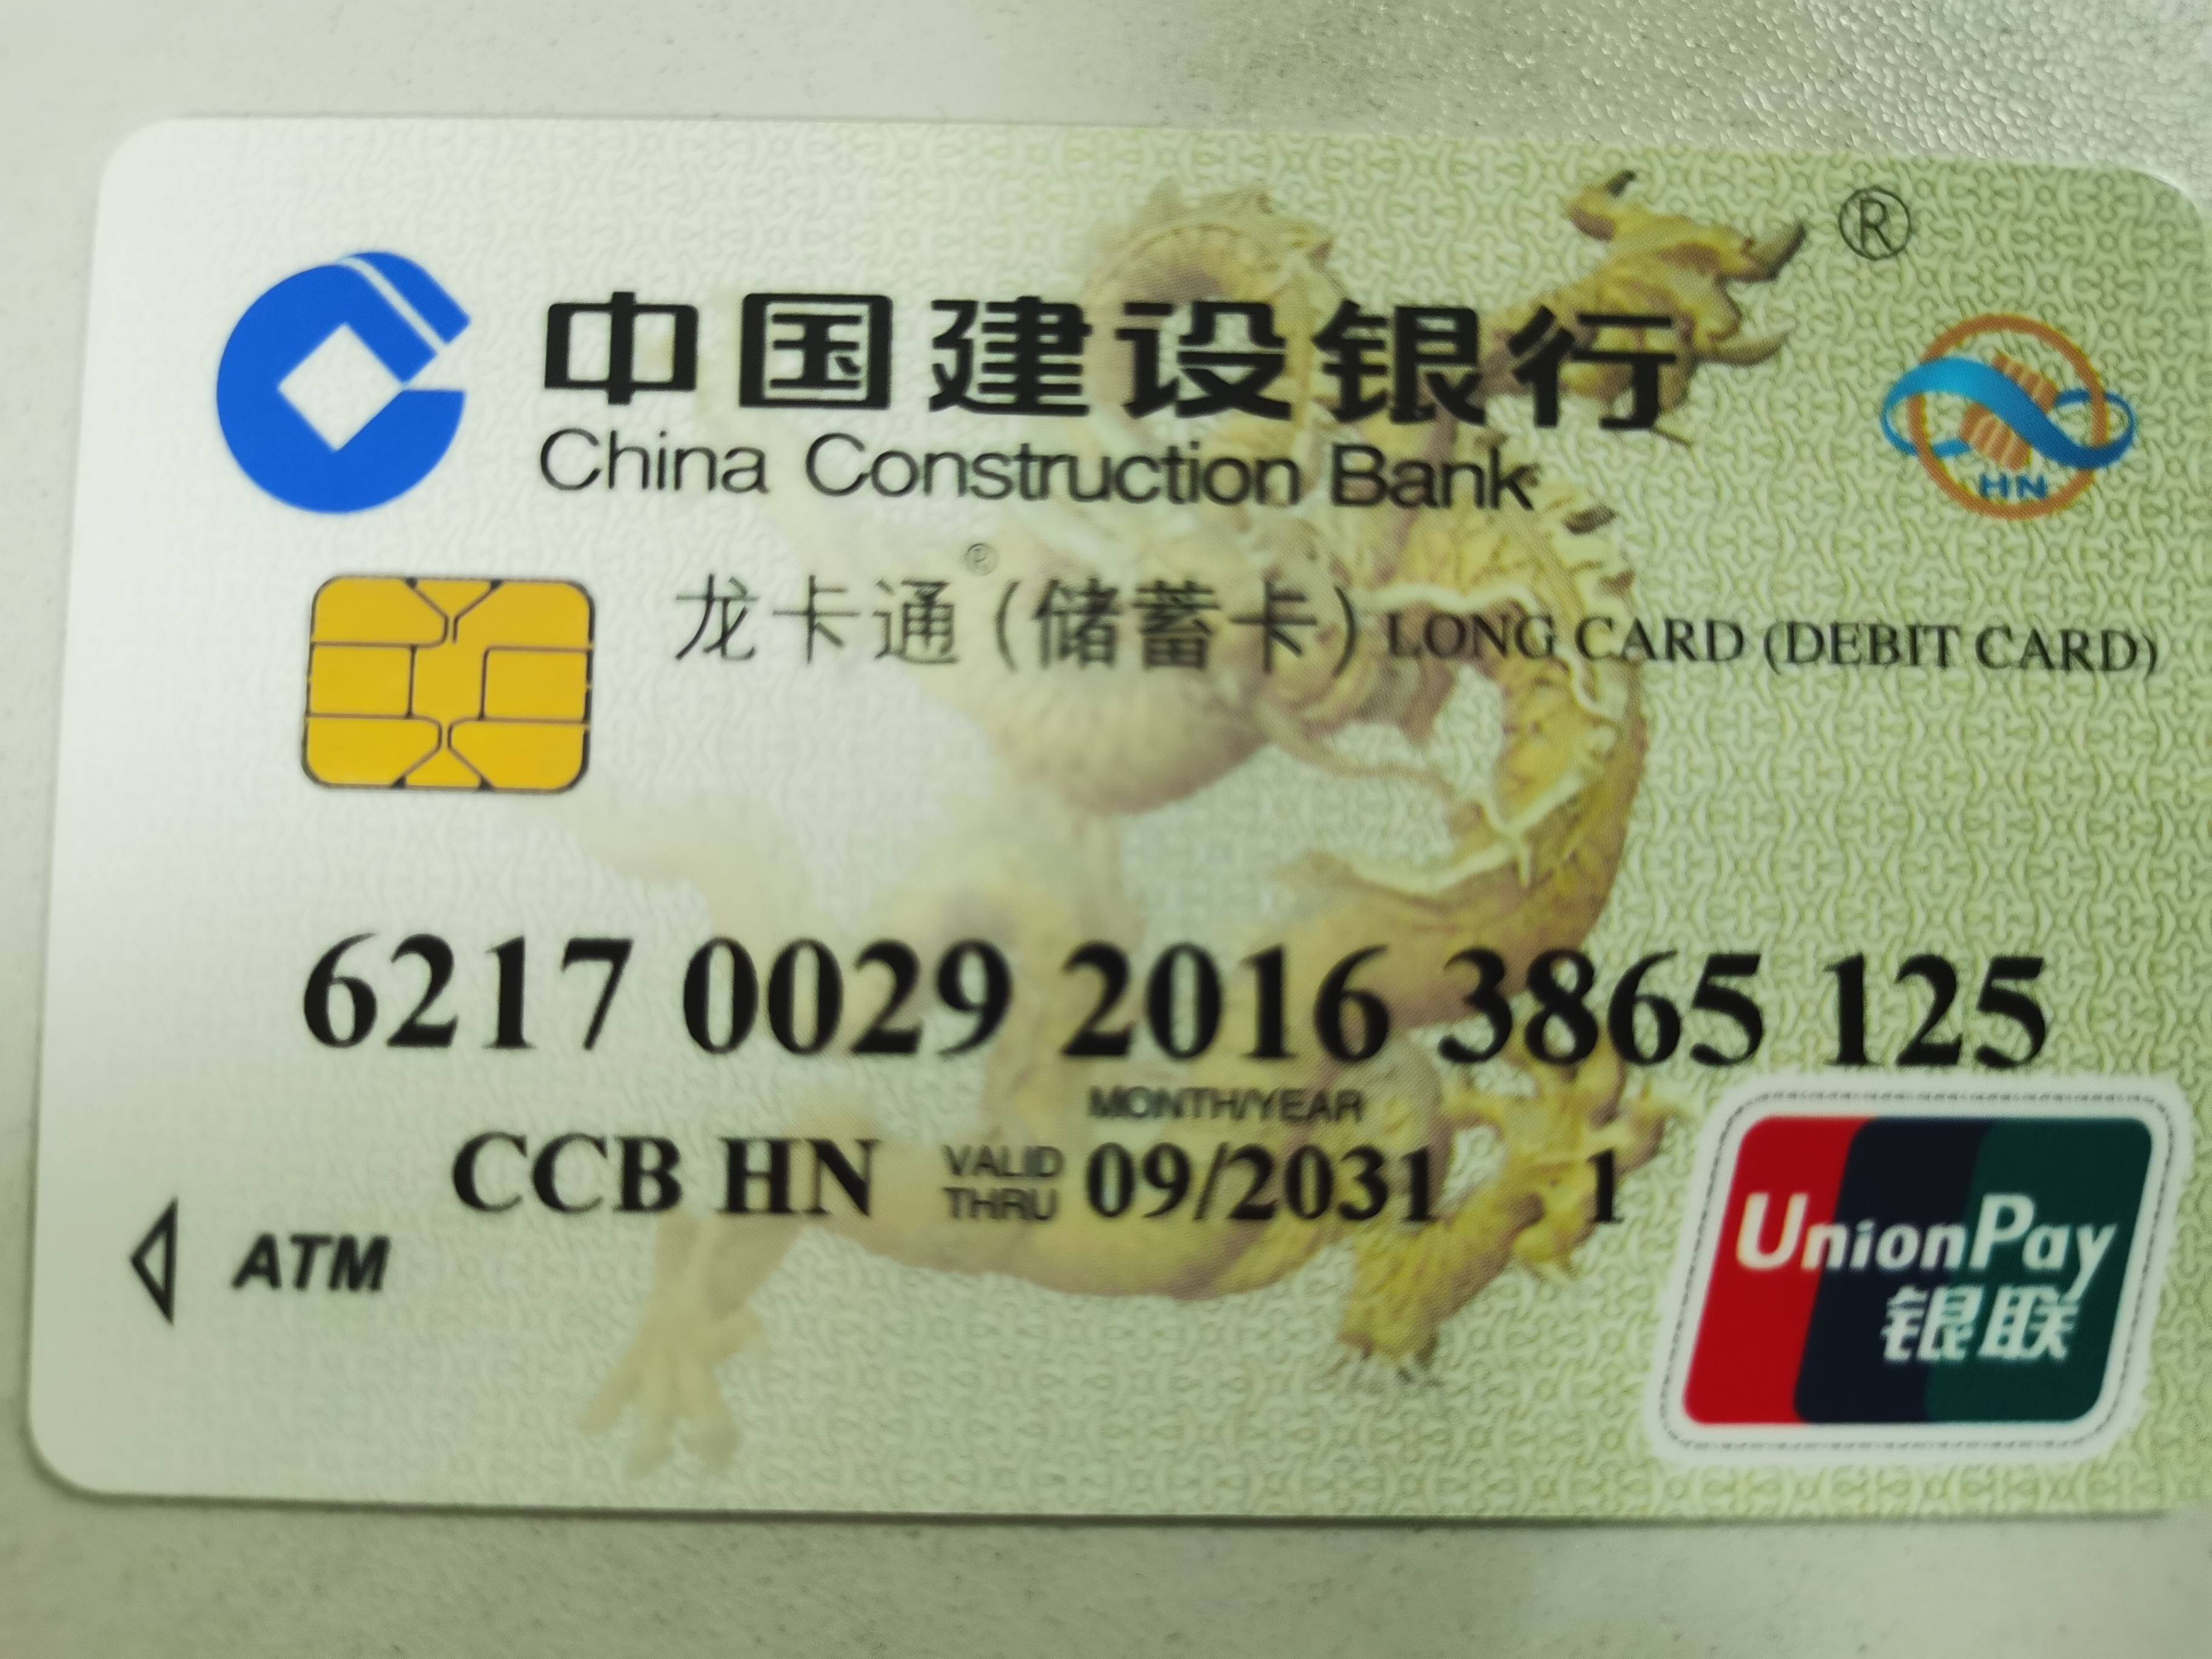 ®
中国建设银行
China Construction Bank
HN
龙卡通®(储蓄卡) LONG CARD (DEBIT CARD)
6217 0029 2016 3865 125
MONTH/YEAR
CCB HN VALID THRU 09/2031 1
ATM
UnionPay
银联